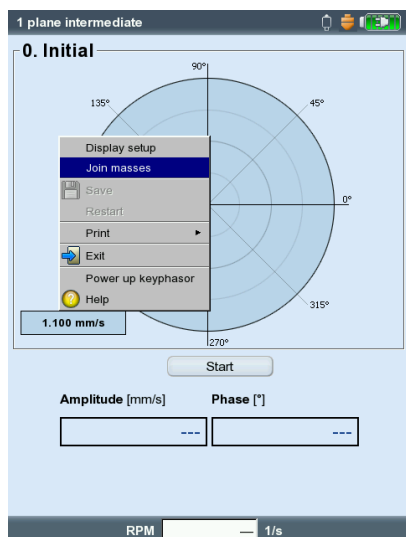 1 plane intermediate
0. Initial
90°
135°
45°
Display setup
Join masses
Save
Restart
Print
Exit
Power up keyphasor
Help
0°
315°
1.100 mm/s
270°
Start
Amplitude [mm/s]
Phase [°]
---
---
RPM — 1/s